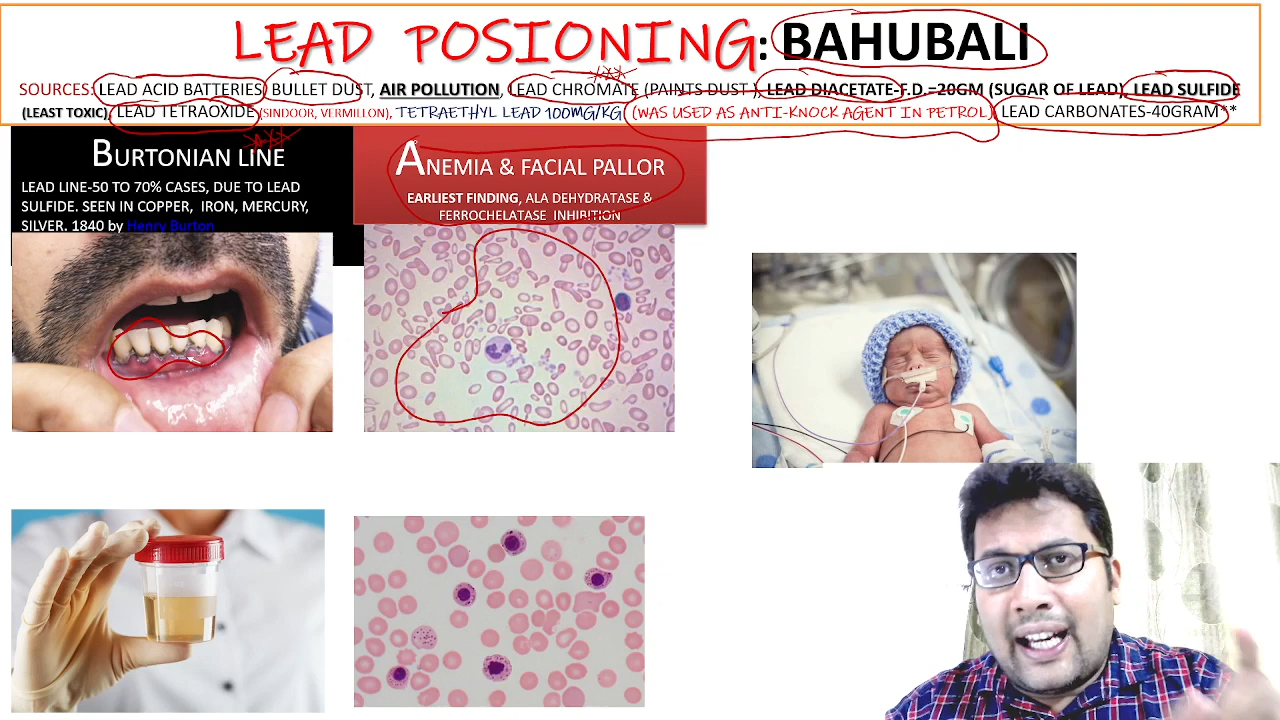 LEAD POSIONING: BAHUBALI
SOURCES: LEAD ACID BATTERIES, BULLET DUST, AIR POLLUTION, LEAD CHROMATE (PAINTS DUST), LEAD DIACETATE-F.D.=20GM (SUGAR OF LEAD), LEAD SULFIDE
(LEAST TOXIC), LEAD TETRAOXIDE (SINDOOR, VERMILLON), TETRAETHYL LEAD 100MG/KG (WAS USED AS ANTI-KNOCK AGENT IN PETROL), LEAD CARBONATES-40GRAM**
BURTONIAN LINE
LEAD LINE-50 TO 70% CASES, DUE TO LEAD
SULFIDE. SEEN IN COPPER, IRON, MERCURY,
SILVER. 1840 by Henry Burton
ANEMIA & FACIAL PALLOR
EARLIEST FINDING, ALA DEHYDRATASE &
FERROCHELATASE INHIBITION